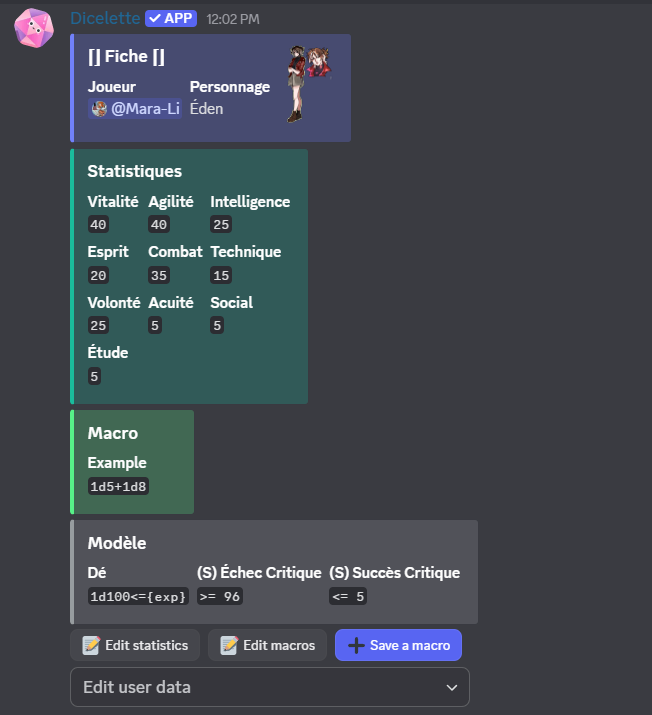 Dicelette ✓ APP 12:02 PM
[] Fiche []
Joueur Personnage
@Mara-Li Éden
Statistiques
Vitalité Agilité Intelligence
40 40 25
Esprit Combat Technique
20 35 15
Volonté Acuité Social
25 5 5
Étude
5
Macro
Example
1d5+1d8
Modèle
Dé (S) Échec Critique (S) Succès Critique
1d100<={exp} >= 96 <= 5
Edit statistics Edit macros Save a macro
Edit user data